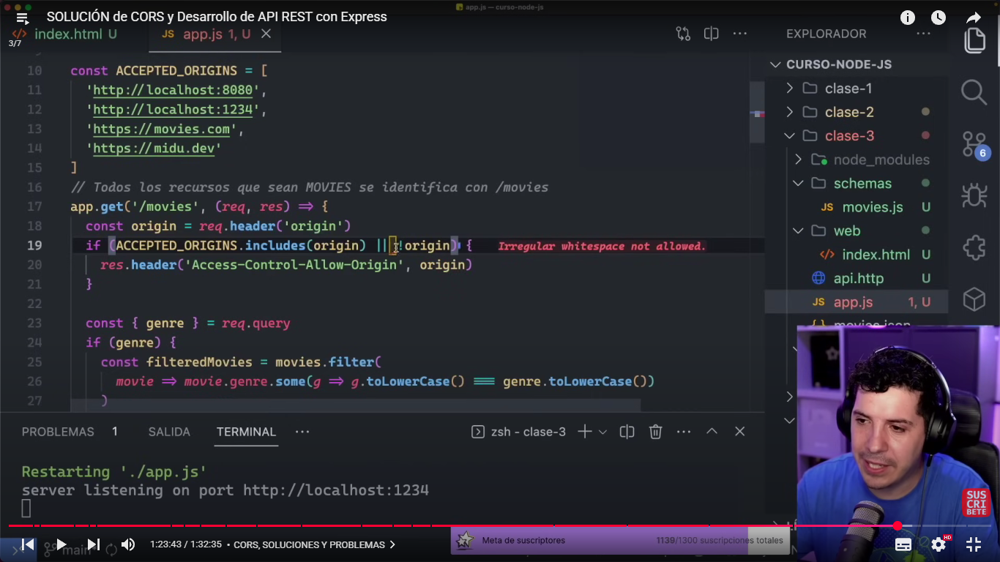 app.js — curso-node-js
SOLUCIÓN de CORS y Desarrollo de API REST con Express
3/7
index.html U
JS app.js 1, U
10 const ACCEPTED_ORIGINS = [
11 'http://localhost:8080',
12 'http://localhost:1234',
13 'https://movies.com',
14 'https://midu.dev'
15 ]
16 // Todos los recursos que sean MOVIES se identifica con /movies
17 app.get('/movies', (req, res) => {
18 const origin = req.header('origin')
19 if (ACCEPTED_ORIGINS.includes(origin) || !origin) { Irregular whitespace not allowed.
20 res.header('Access-Control-Allow-Origin', origin)
21 }
22
23 const { genre } = req.query
24 if (genre) {
25 const filteredMovies = movies.filter(
26 movie => movie.genre.some(g => g.toLowerCase() === genre.toLowerCase())
27 )
EXPLORADOR
CURSO-NODE-JS
clase-1
clase-2
clase-3
node_modules
schemas
JS movies.js U
web
index.html U
api.http U
JS app.js 1, U
movies.json
6
PROBLEMAS 1 SALIDA TERMINAL
zsh - clase-3
Restarting './app.js'
server listening on port http://localhost:1234
SUS
CRI
BETE
main*
1:23:43 / 1:32:35 • CORS, SOLUCIONES Y PROBLEMAS
Meta de suscriptores 1139/1300 suscripciones totales
HD